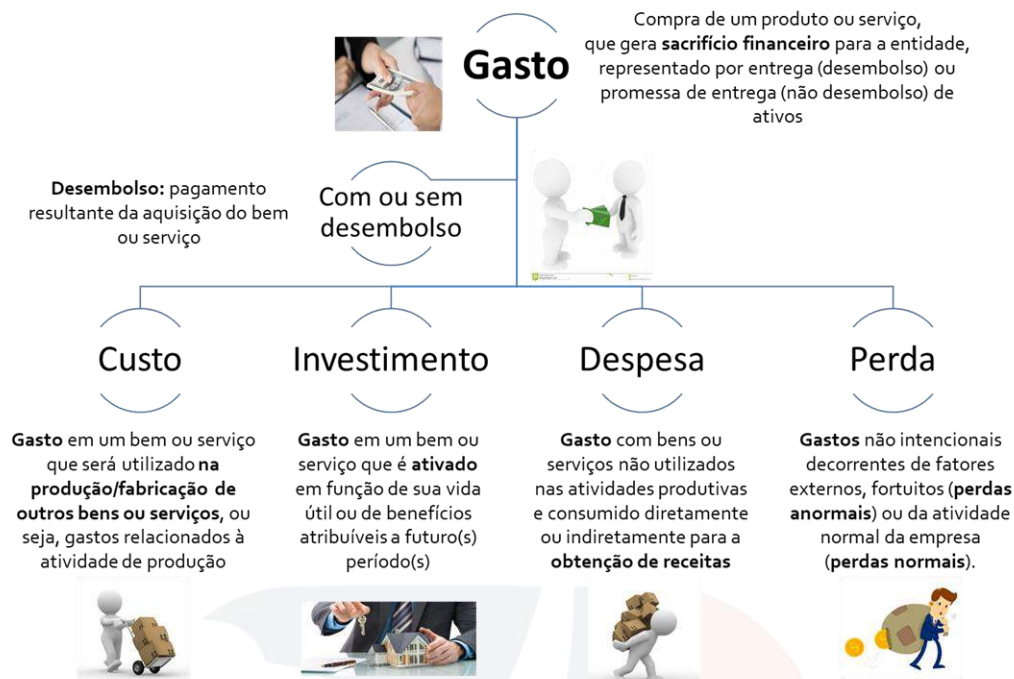 Gasto
Compra de um produto ou serviço,
que gera sacrifício financeiro para a entidade,
representado por entrega (desembolso) ou
promessa de entrega (não desembolso) de
ativos
Desembolso: pagamento
resultante da aquisição do bem
ou serviço
Com ou sem
desembolso
Custo
Gasto em um bem ou serviço
que será utilizado na
produção/fabricação de
outros bens ou serviços, ou
seja, gastos relacionados à
atividade de produção
Investimento
Gasto em um bem ou
serviço que é ativado
em função de sua vida
útil ou de benefícios
atribuíveis a futuro(s)
período(s)
Despesa
Gasto com bens ou
serviços não utilizados
nas atividades produtivas
e consumido diretamente
ou indiretamente para a
obtenção de receitas
Perda
Gastos não intencionais
decorrentes de fatores
externos, fortuitos (perdas
anormais) ou da atividade
normal da empresa
(perdas normais).